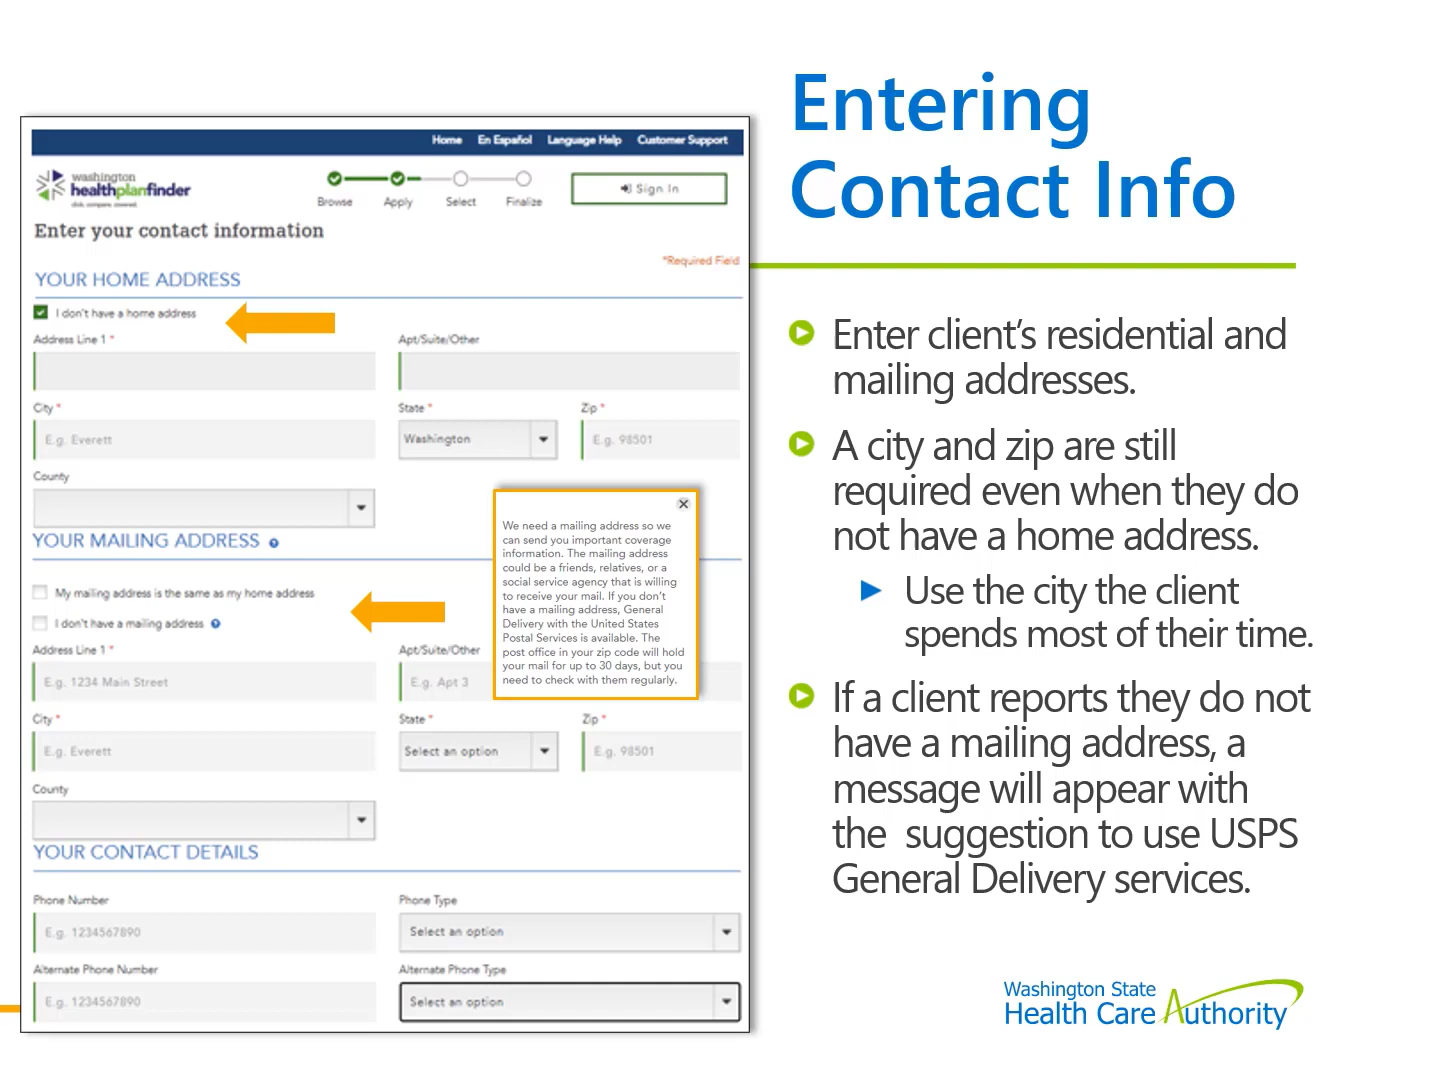 Entering
Contact Info
Home En Español Language Help Customer Support
washington
healthplanfinder
click. compare. covered.
Browse Apply Select Finalize
Sign In
Enter your contact information
*Required Field
YOUR HOME ADDRESS
I don't have a home address
Address Line 1 * Apt/Suite/Other
City * State * Zip *
E.g. Everett Washington E.g. 98501
County
YOUR MAILING ADDRESS ?
My mailing address is the same as my home address
I don't have a mailing address ?
Address Line 1 * Apt/Suite/Other
E.g. 1234 Main Street E.g. Apt 3
City * State * Zip *
E.g. Everett Select an option E.g. 98501
County
YOUR CONTACT DETAILS
Phone Number Phone Type
E.g. 1234567890 Select an option
Alternate Phone Number Alternate Phone Type
E.g. 1234567890 Select an option
We need a mailing address so we
can send you important coverage
information. The mailing address
could be a friends, relatives, or a
social service agency that is willing
to receive your mail. If you don't
have a mailing address, General
Delivery with the United States
Postal Services is available. The
post office in your zip code will hold
your mail for up to 30 days, but you
need to check with them regularly.
Enter client's residential and
mailing addresses.
A city and zip are still
required even when they do
not have a home address.
Use the city the client
spends most of their time.
If a client reports they do not
have a mailing address, a
message will appear with
the suggestion to use USPS
General Delivery services.
Washington State
Health Care Authority